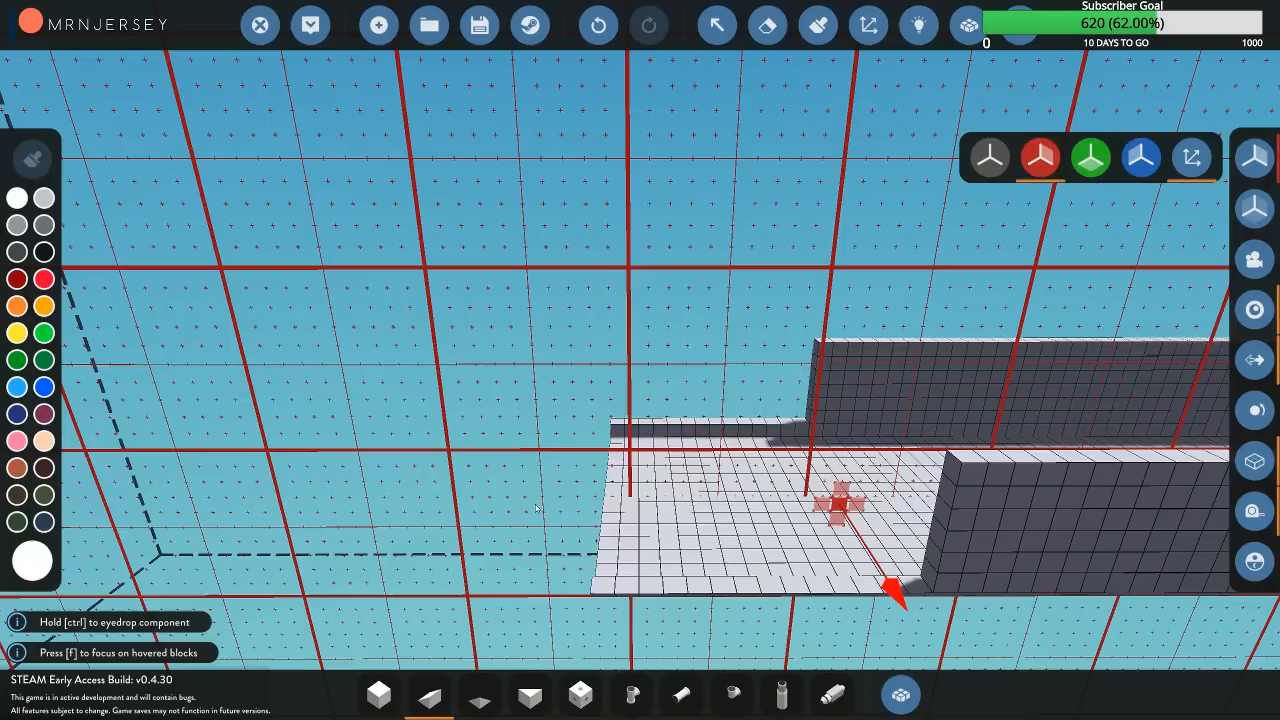 MRNJERSEY
Subscriber Goal
620 (62.00%)
0
10 DAYS TO GO
1000
Hold [ctrl] to eyedrop component
Press [f] to focus on hovered blocks
STEAM Early Access Build: v0.4.30
This game is in active development and will contain bugs.
All features subject to change. Game saves may not function in future versions.